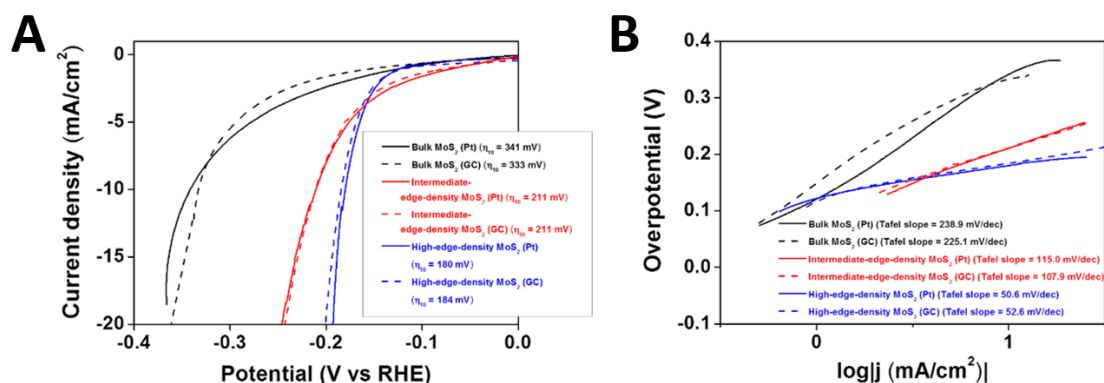 A
Current density (mA/cm²)
0
-5
-10
-15
-20
-0.4
-0.3
-0.2
-0.1
0.0
Potential (V vs RHE)
Bulk MoS₂ (Pt) (η₁₀ = 341 mV)
Bulk MoS₂ (GC) (η₁₀ = 333 mV)
Intermediate-
edge-density MoS₂ (Pt) (η₁₀ = 211 mV)
Intermediate-
edge-density MoS₂ (GC) (η₁₀ = 211 mV)
High-edge-density MoS₂ (Pt)
(η₁₀ = 180 mV)
High-edge-density MoS₂ (GC)
(η₁₀ = 184 mV)
B
Overpotential (V)
0.4
0.3
0.2
0.1
0.0
-0.1
0
1
log|j (mA/cm²)|
Bulk MoS₂ (Pt) (Tafel slope = 238.9 mV/dec)
Bulk MoS₂ (GC) (Tafel slope = 225.1 mV/dec)
Intermediate-edge-density MoS₂ (Pt) (Tafel slope = 115.0 mV/dec)
Intermediate-edge-density MoS₂ (GC) (Tafel slope = 107.9 mV/dec)
High-edge-density MoS₂ (Pt) (Tafel slope = 50.6 mV/dec)
High-edge-density MoS₂ (GC) (Tafel slope = 52.6 mV/dec)